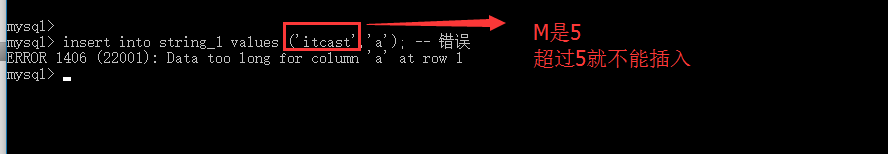 mysql>
mysql> insert into string_1 values ('itcast','a'); -- 错误
ERROR 1406 (22001): Data too long for column 'a' at row 1
mysql>
M是5
超过5就不能插入